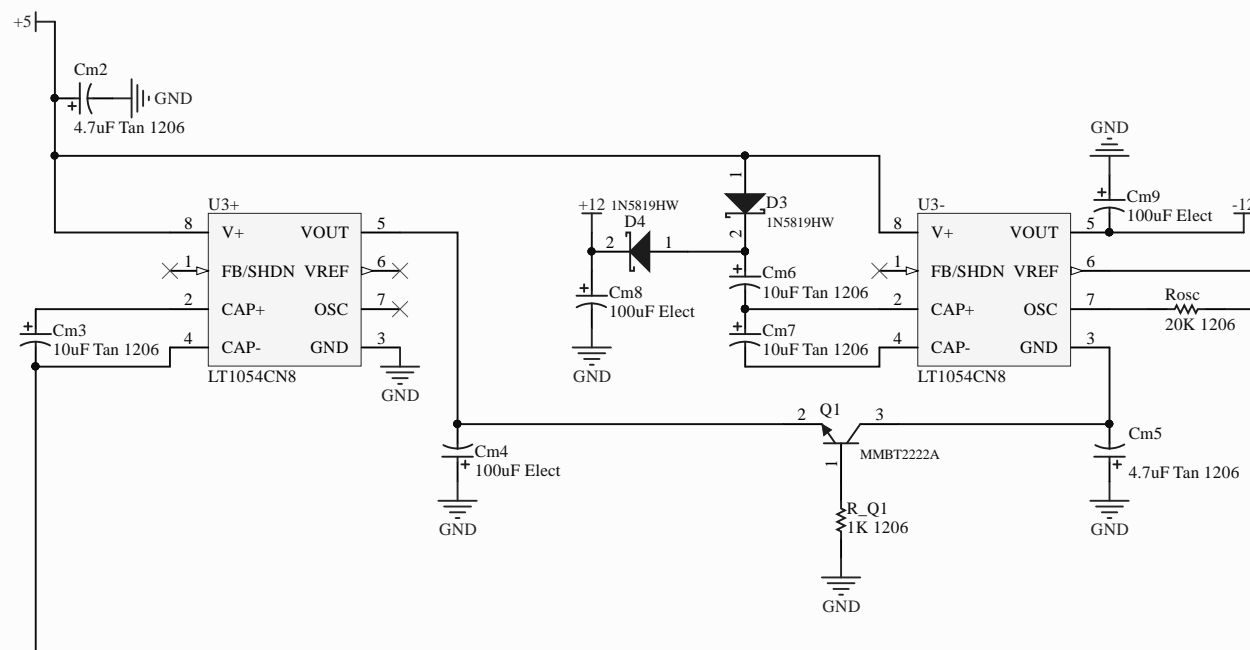 +5
Cm2
GND
4.7uF Tan 1206
U3+
8 V+ VOUT 5
1 FB/SHDN VREF 6
2 CAP+ OSC 7
4 CAP- GND 3
LT1054CN8
GND
Cm3
10uF Tan 1206
Cm4
100uF Elect
GND
+12 1N5819HW
D4
2 1
Cm8
100uF Elect
GND
1
D3
1N5819HW
2
Cm6
10uF Tan 1206
Cm7
10uF Tan 1206
U3-
8 V+ VOUT 5
1 FB/SHDN VREF 6
2 CAP+ OSC 7
4 CAP- GND 3
LT1054CN8
GND
Cm9
100uF Elect
-12
Rosc
20K 1206
2 Q1 3
MMBT2222A
1
R_Q1
1K 1206
GND
Cm5
4.7uF Tan 1206
GND